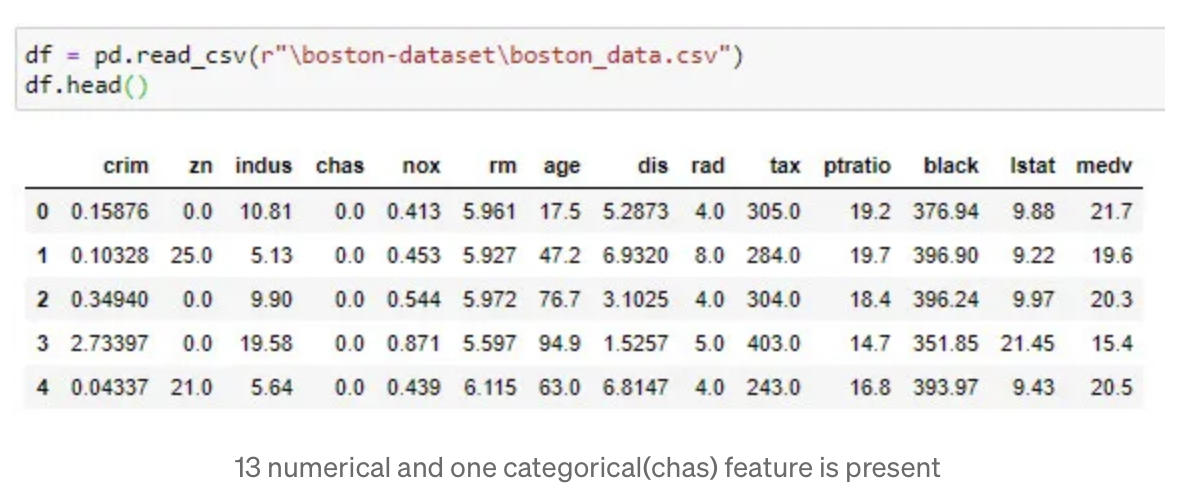 df = pd.read_csv(r"\boston-dataset\boston_data.csv")
df.head()
crim zn indus chas nox rm age dis rad tax ptratio black lstat medv
0 0.15876 0.0 10.81 0.0 0.413 5.961 17.5 5.2873 4.0 305.0 19.2 376.94 9.88 21.7
1 0.10328 25.0 5.13 0.0 0.453 5.927 47.2 6.9320 8.0 284.0 19.7 396.90 9.22 19.6
2 0.34940 0.0 9.90 0.0 0.544 5.972 76.7 3.1025 4.0 304.0 18.4 396.24 9.97 20.3
3 2.73397 0.0 19.58 0.0 0.871 5.597 94.9 1.5257 5.0 403.0 14.7 351.85 21.45 15.4
4 0.04337 21.0 5.64 0.0 0.439 6.115 63.0 6.8147 4.0 243.0 16.8 393.97 9.43 20.5
13 numerical and one categorical(chas) feature is present